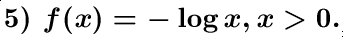 5) f(x) = − log x, x > 0.